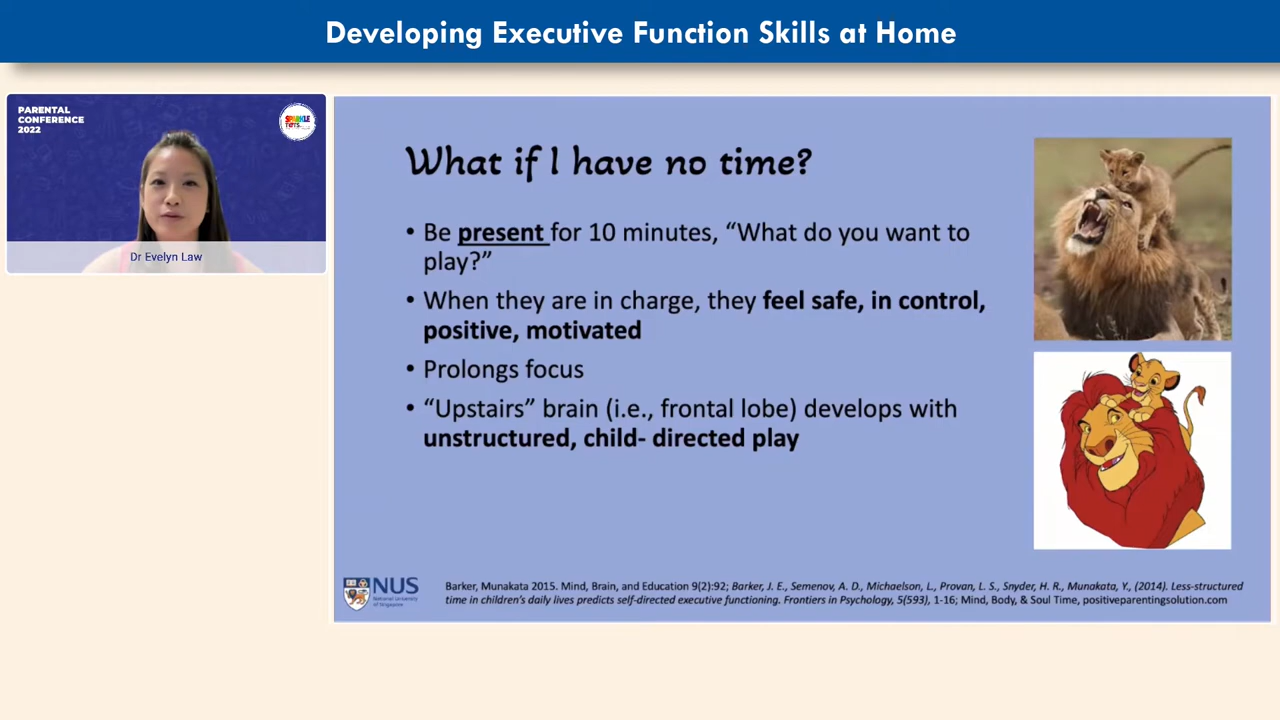 Developing Executive Function Skills at Home
PARENTAL
CONFERENCE
2022
SPARKLE
TOTS
Dr Evelyn Law
What if I have no time?
• Be present for 10 minutes, “What do you want to
play?”
• When they are in charge, they feel safe, in control,
positive, motivated
• Prolongs focus
• “Upstairs” brain (i.e., frontal lobe) develops with
unstructured, child- directed play
NUS
National University
of Singapore
Barker, Munakata 2015. Mind, Brain, and Education 9(2):92; Barker, J. E., Semenov, A. D., Michaelson, L., Provan, L. S., Snyder, H. R., Munakata, Y., (2014). Less-structured
time in children’s daily lives predicts self-directed executive functioning. Frontiers in Psychology, 5(593), 1-16; Mind, Body, & Soul Time, positiveparentingsolution.com